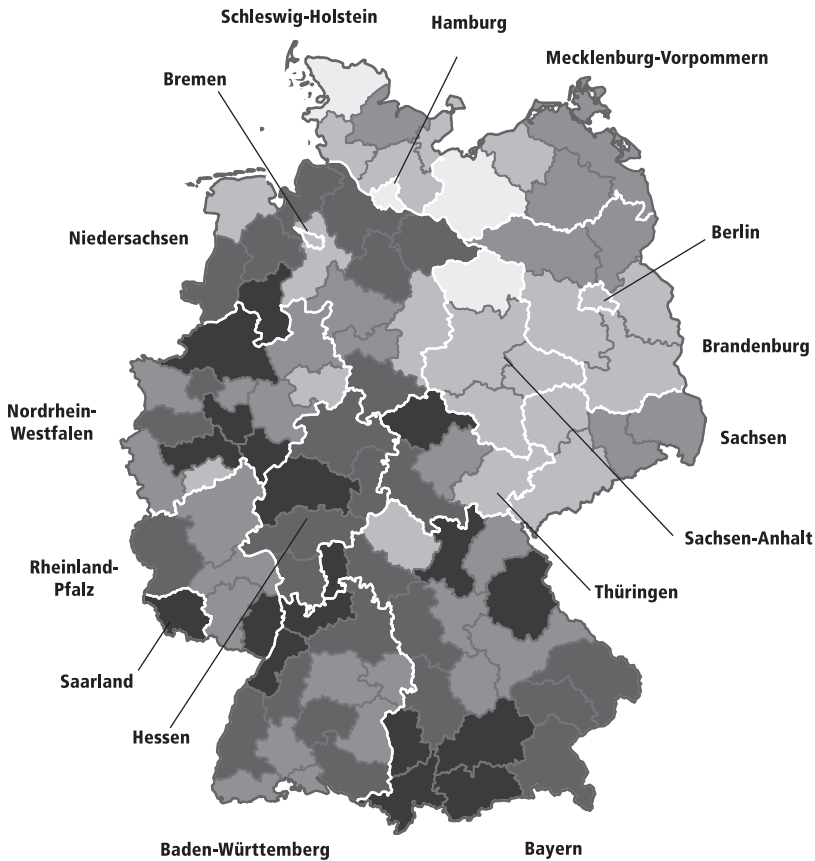 Schleswig-Holstein
Hamburg
Mecklenburg-Vorpommern
Bremen
Niedersachsen
Berlin
Brandenburg
Nordrhein-
Westfalen
Sachsen
Sachsen-Anhalt
Rheinland-
Pfalz
Thüringen
Saarland
Hessen
Baden-Württemberg
Bayern